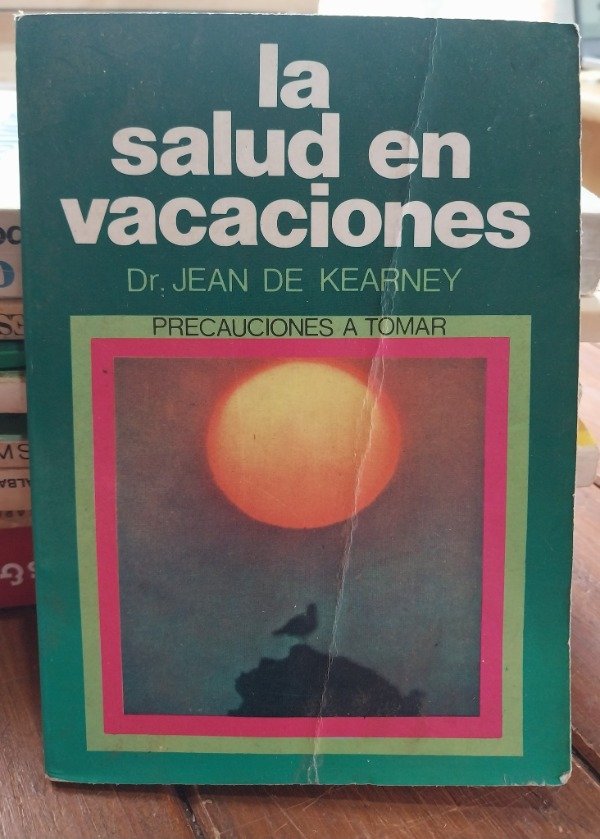 la
salud en
vacaciones
Dr. JEAN DE KEARNEY
PRECAUCIONES A TOMAR